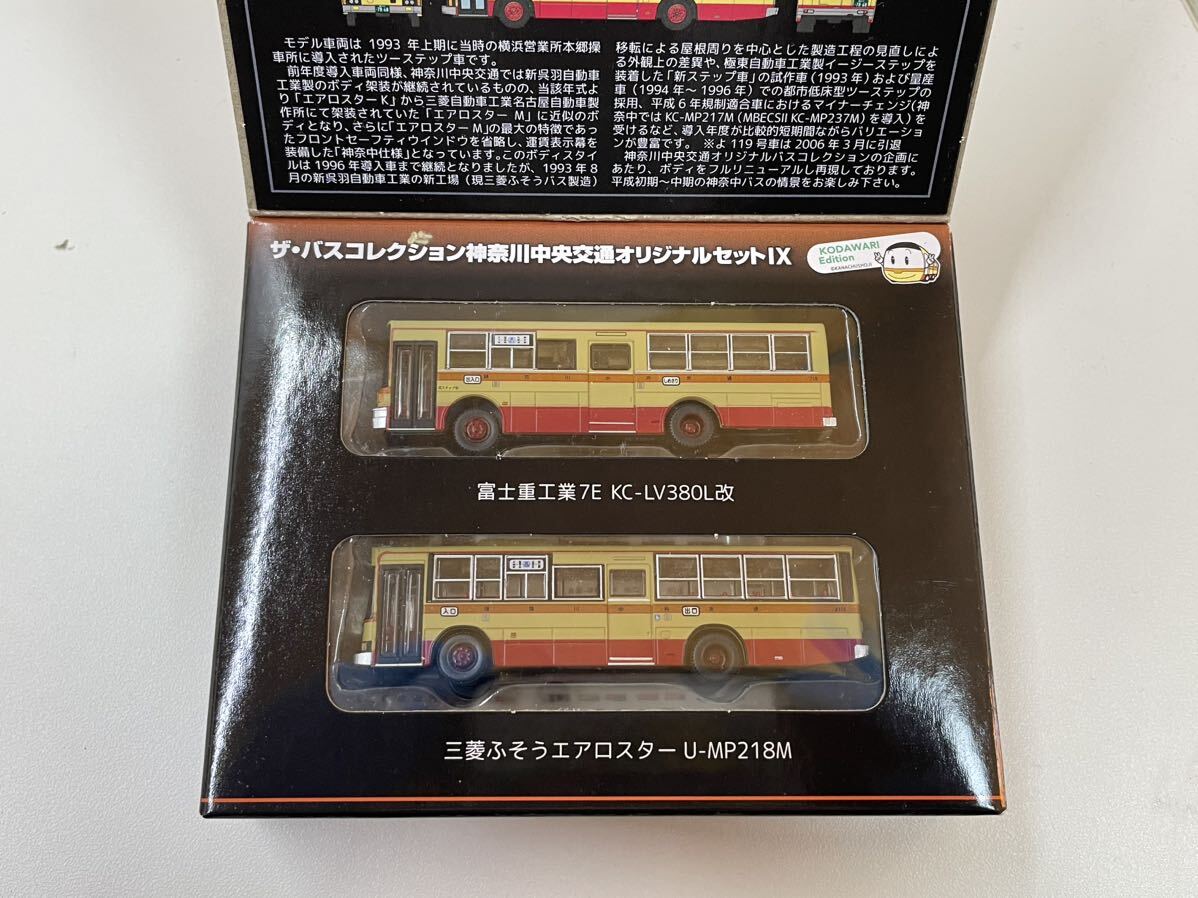 モデル車両は 1993 年上期に当時の横浜営業所本郷操
車所に導入されたツーステップ車です。
前年度導入車両同様、神奈川中央交通では新呉羽自動車
工業製のボディ架装が継続されているものの、当該年式よ
り「エアロスター K」から三菱自動車工業名古屋自動車製
作所にて架装されていた「エアロスター M」に近似のボ
ディとなり、さらに「エアロスター M」の最大の特徴であっ
たフロントセーフティウインドウを省略し、運賃表示幕を
装備した「神奈中仕様」となっています。このボディスタイ
ルは 1996 年導入車まで継続となりましたが、1993 年 8
月の新呉羽自動車工業の新工場（現三菱ふそうバス製造）
移転による屋根周りを中心とした製造工程の見直しによ
る外観上の差異や、極東自動車工業製イージーステップを
装着した「新ステップ車」の試作車（1993 年）および量産
車（1994 年～ 1996 年）での都市低床型ツーステップの
採用、平成 6 年規制適合車におけるマイナーチェンジ（神
奈中では KC-MP217M（MBECSII KC-MP237M）を導入）を
受けるなど、導入年度が比較的短期間ながらバリエーショ
ンが豊富です。 ※よ 119 号車は 2006 年 3 月に引退
神奈川中央交通オリジナルバスコレクションの企画に
あたり、ボディをフルリニューアルし再現しております。
平成初期～中期の神奈中バスの情景をお楽しみ下さい。
ザ・バスコレクション神奈川中央交通オリジナルセットIX
KODAWARI
Edition
©KANACHUSHOJI
出入口
しめきり
富士重工業7E KC-LV380L改
入口
出口
三菱ふそうエアロスター U-MP218M